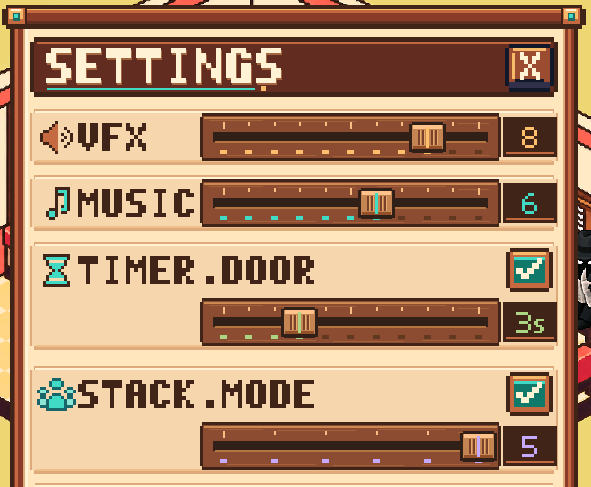 SETTINGS X
VFX 8
MUSIC 6
TIMER.DOOR
3s
STACK.MODE
5